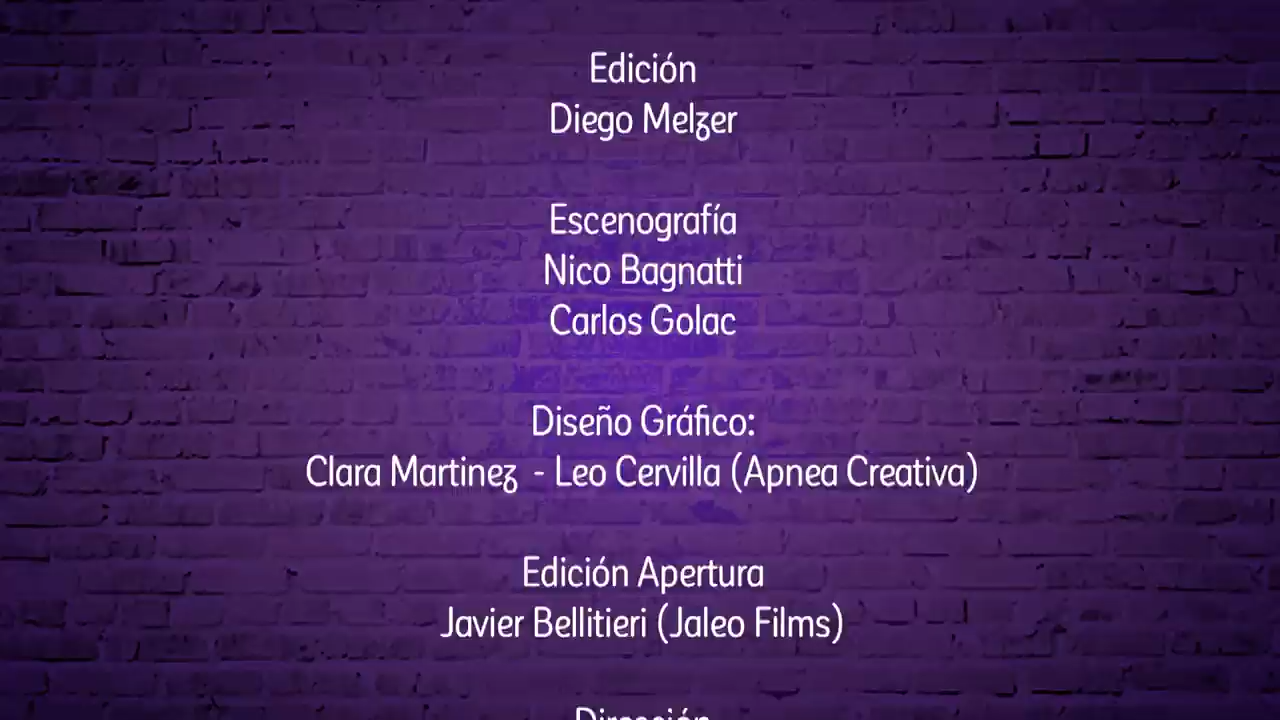 Edición
Diego Melzer
Escenografía
Nico Bagnatti
Carlos Golac
Diseño Gráfico:
Clara Martinez - Leo Cervilla (Apnea Creativa)
Edición Apertura
Javier Bellitieri (Jaleo Films)
Dirección